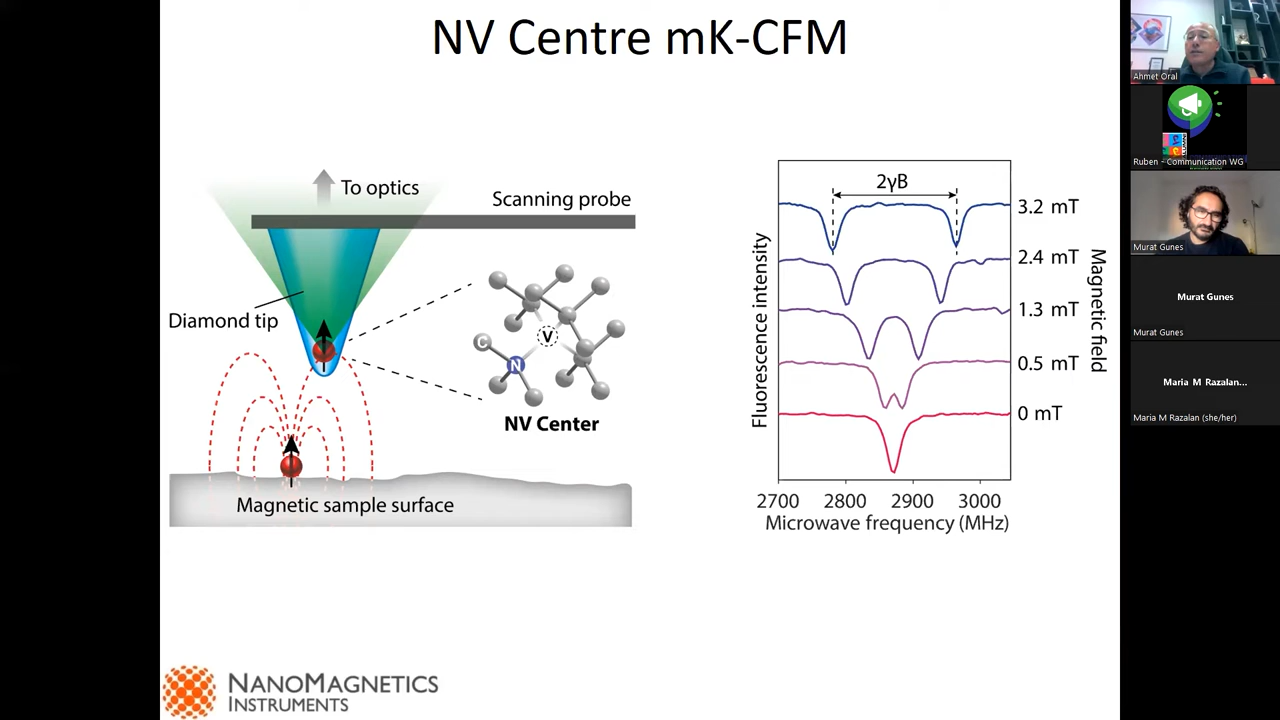 NV Centre mK-CFM
To optics
Scanning probe
Diamond tip
C
V
N
NV Center
Magnetic sample surface
2γB
3.2 mT
2.4 mT
1.3 mT
0.5 mT
0 mT
Fluorescence intensity
Magnetic field
2700 2800 2900 3000
Microwave frequency (MHz)
NANOMAGNETICS
INSTRUMENTS
Ahmet Oral
Ruben - Communication WG
Murat Gunes
Murat Gunes
Murat Gunes
Maria M Razalan...
Maria M Razalan (she/her)